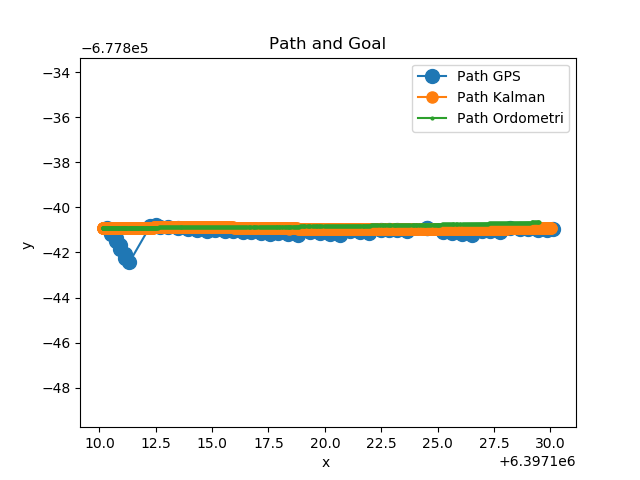 Path and Goal
−6.778e5
Path GPS
Path Kalman
Path Ordometri
y
−34
−36
−38
−40
−42
−44
−46
−48
10.0 12.5 15.0 17.5 20.0 22.5 25.0 27.5 30.0
x
+6.3971e6